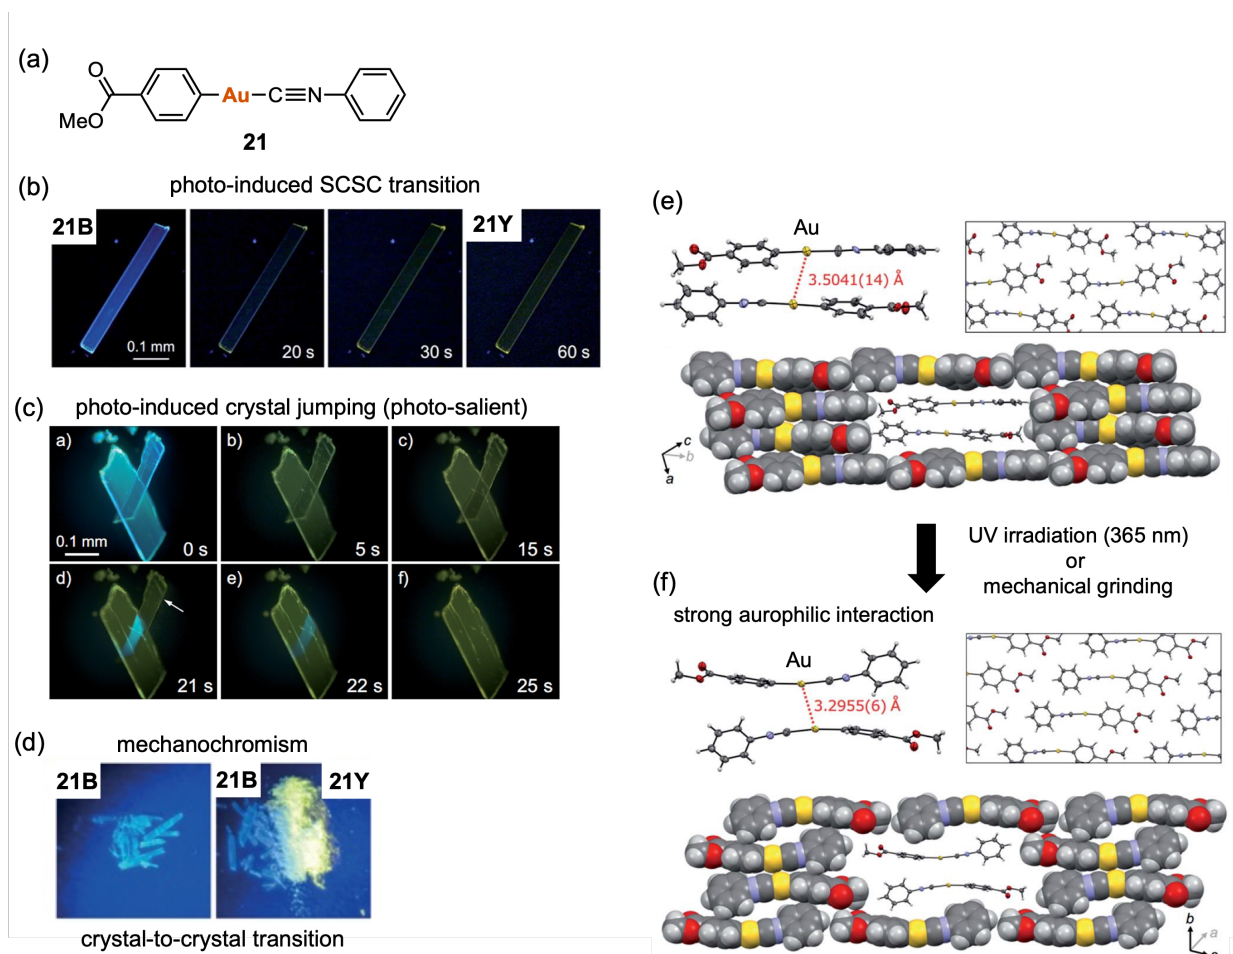 (a)
O
MeO
Au
C≡N
21
(b)
photo-induced SCSC transition
21B
21Y
0.1 mm
20 s
30 s
60 s
(c)
photo-induced crystal jumping (photo-salient)
a)
b)
c)
0.1 mm
0 s
5 s
15 s
d)
e)
f)
21 s
22 s
25 s
(d)
mechanochromism
21B
21B
21Y
crystal-to-crystal transition
(e)
Au
3.5041(14) Å
c
b
a
UV irradiation (365 nm)
or
mechanical grinding
(f)
strong aurophilic interaction
Au
3.2955(6) Å
b
a